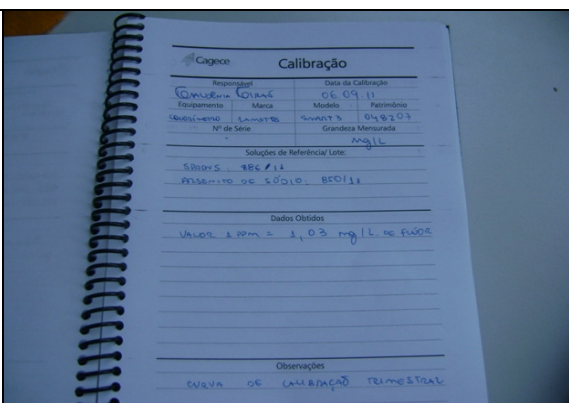 Cagece Calibração
Responsável Data da Calibração
06.09.11
Equipamento Marca Modelo Patrimônio
LAMOTTE SMART 3 048207
Nº de Série Grandeza Mensurada
mg/L
Soluções de Referência/ Lote:
SPADNS: 886/11
ARSENITO DE SÓDIO: 850/11
Dados Obtidos
VALOR 1 PPM = 1,03 mg/L DE FLÚOR
Observações
CURVA DE CALIBRAÇÃO TRIMESTRAL